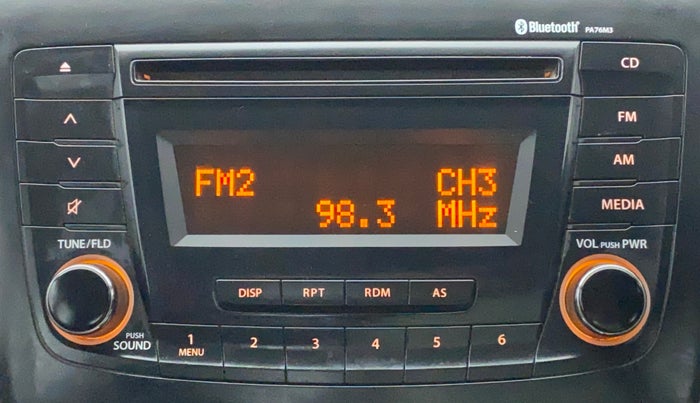 Bluetooth® PA76M3
CD
FM
AM
MEDIA
FM2 CH3
98.3 MHz
TUNE/FLD
VOL PUSH PWR
DISP RPT RDM AS
PUSH
SOUND
1 2 3 4 5 6
MENU